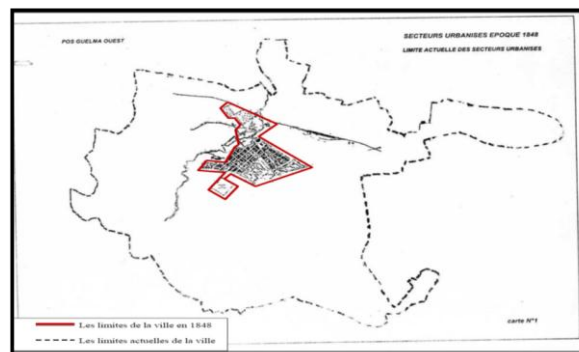 POS GUELMA OUEST
SECTEURS URBANISES EPOQUE 1848
LIMITE ACTUELLE DES SECTEURS URBANISES
Les limites de la ville en 1848
Les limites actuelles de la ville
carte N°1